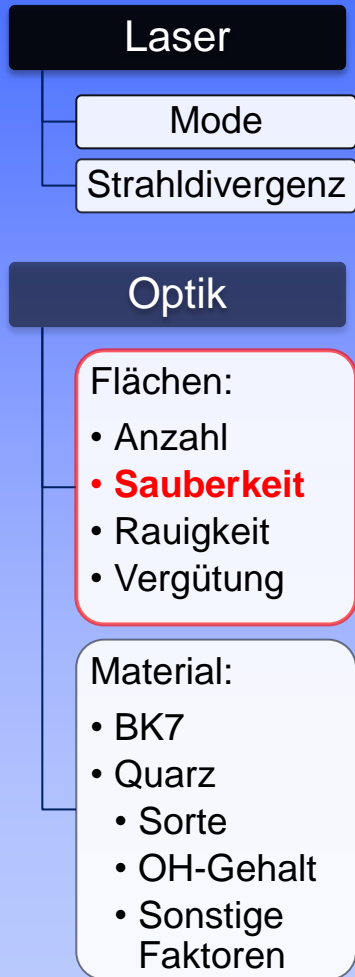 Laser
Mode
Strahldivergenz
Optik
Flächen:
• Anzahl
• Sauberkeit
• Rauigkeit
• Vergütung
Material:
• BK7
• Quarz
• Sorte
• OH-Gehalt
• Sonstige
Faktoren